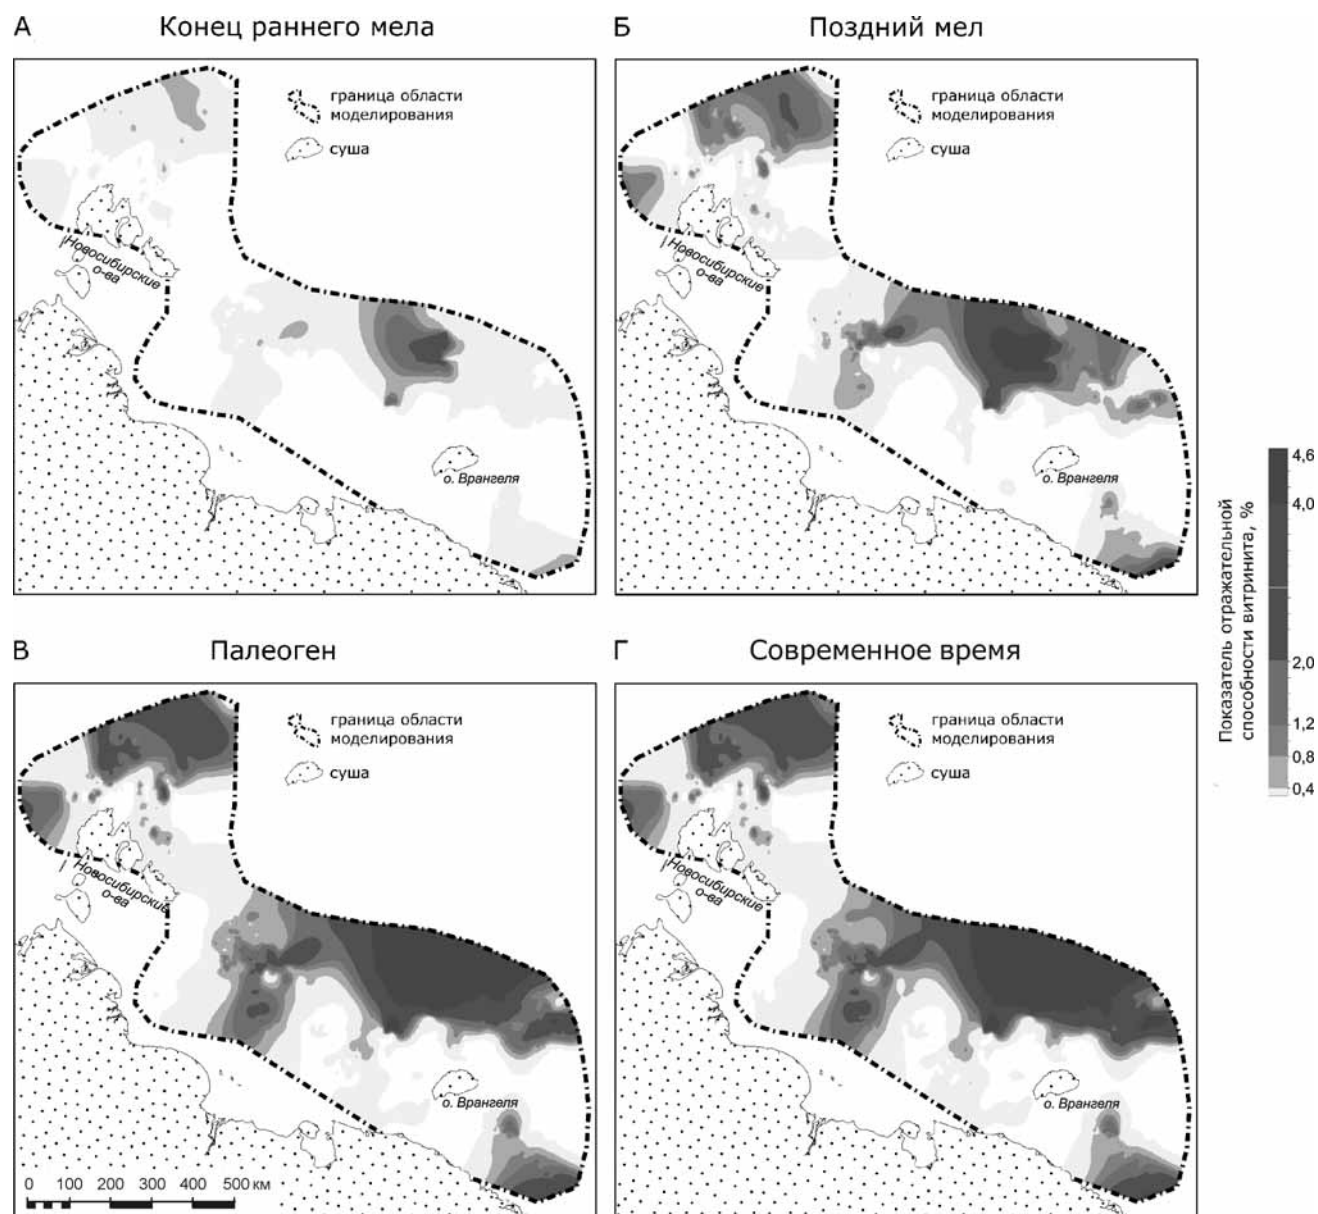 А Конец раннего мела
Б Поздний мел
граница области
моделирования
суша
Новосибирские
о-ва
о. Врангеля
граница области
моделирования
суша
Новосибирские
о-ва
о. Врангеля
Показатель отражательной
способности витринита, %
4,6
4,0
2,0
1,2
0,8
0,4
В Палеоген
Г Современное время
граница области
моделирования
суша
Новосибирские
о-ва
о. Врангеля
0 100 200 300 400 500 км
граница области
моделирования
суша
Новосибирские
о-ва
о. Врангеля